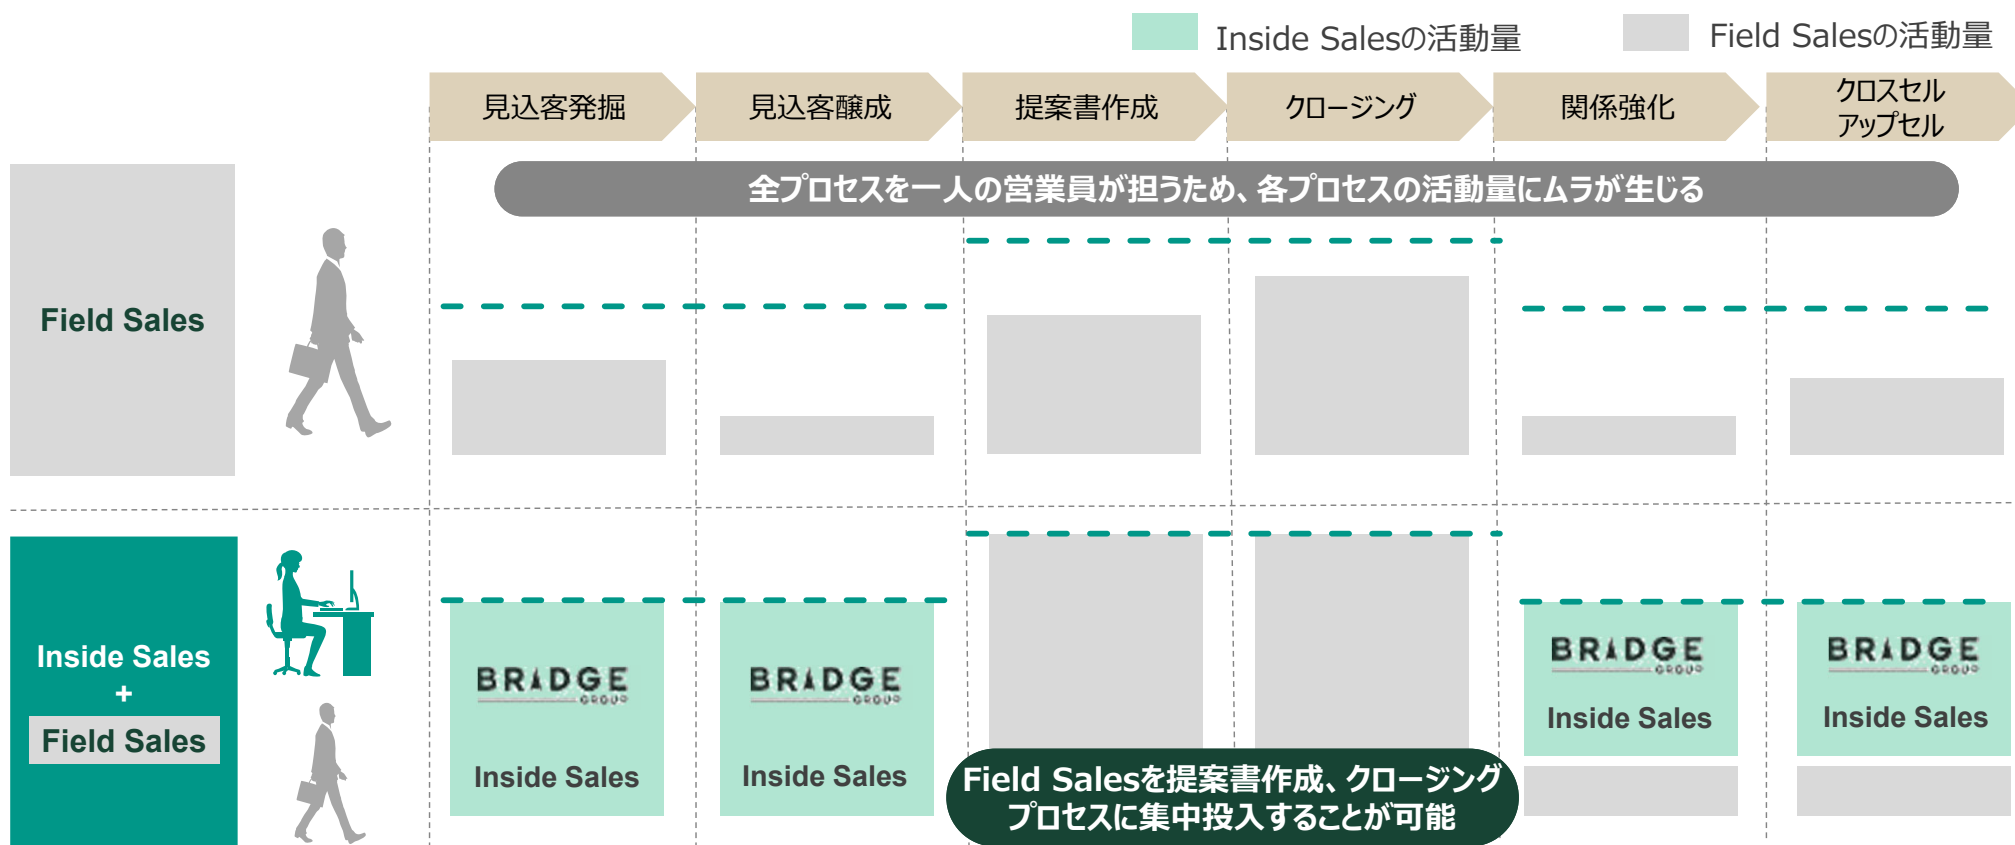 Inside Salesの活動量
Field Salesの活動量
見込客発掘
見込客醸成
提案書作成
クロージング
関係強化
クロスセル
アップセル
全プロセスを一人の営業員が担うため、各プロセスの活動量にムラが生じる
Field Sales
Inside Sales
+
Field Sales
BRIDGE
GROUP
Inside Sales
BRIDGE
GROUP
Inside Sales
Field Salesを提案書作成、クロージング
プロセスに集中投入することが可能
BRIDGE
GROUP
Inside Sales
BRIDGE
GROUP
Inside Sales